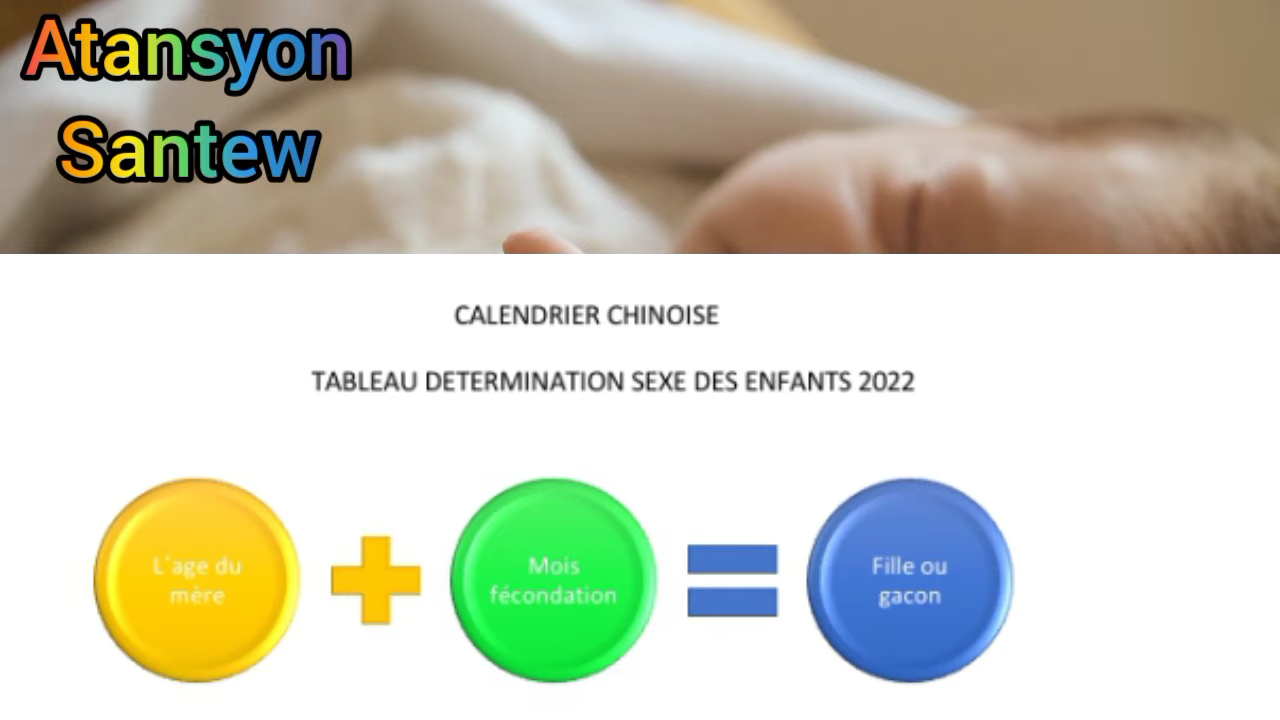 Atansyon
Santew
CALENDRIER CHINOISE
TABLEAU DETERMINATION SEXE DES ENFANTS 2022
L'age du
mère
Mois
fécondation
Fille ou
gacon